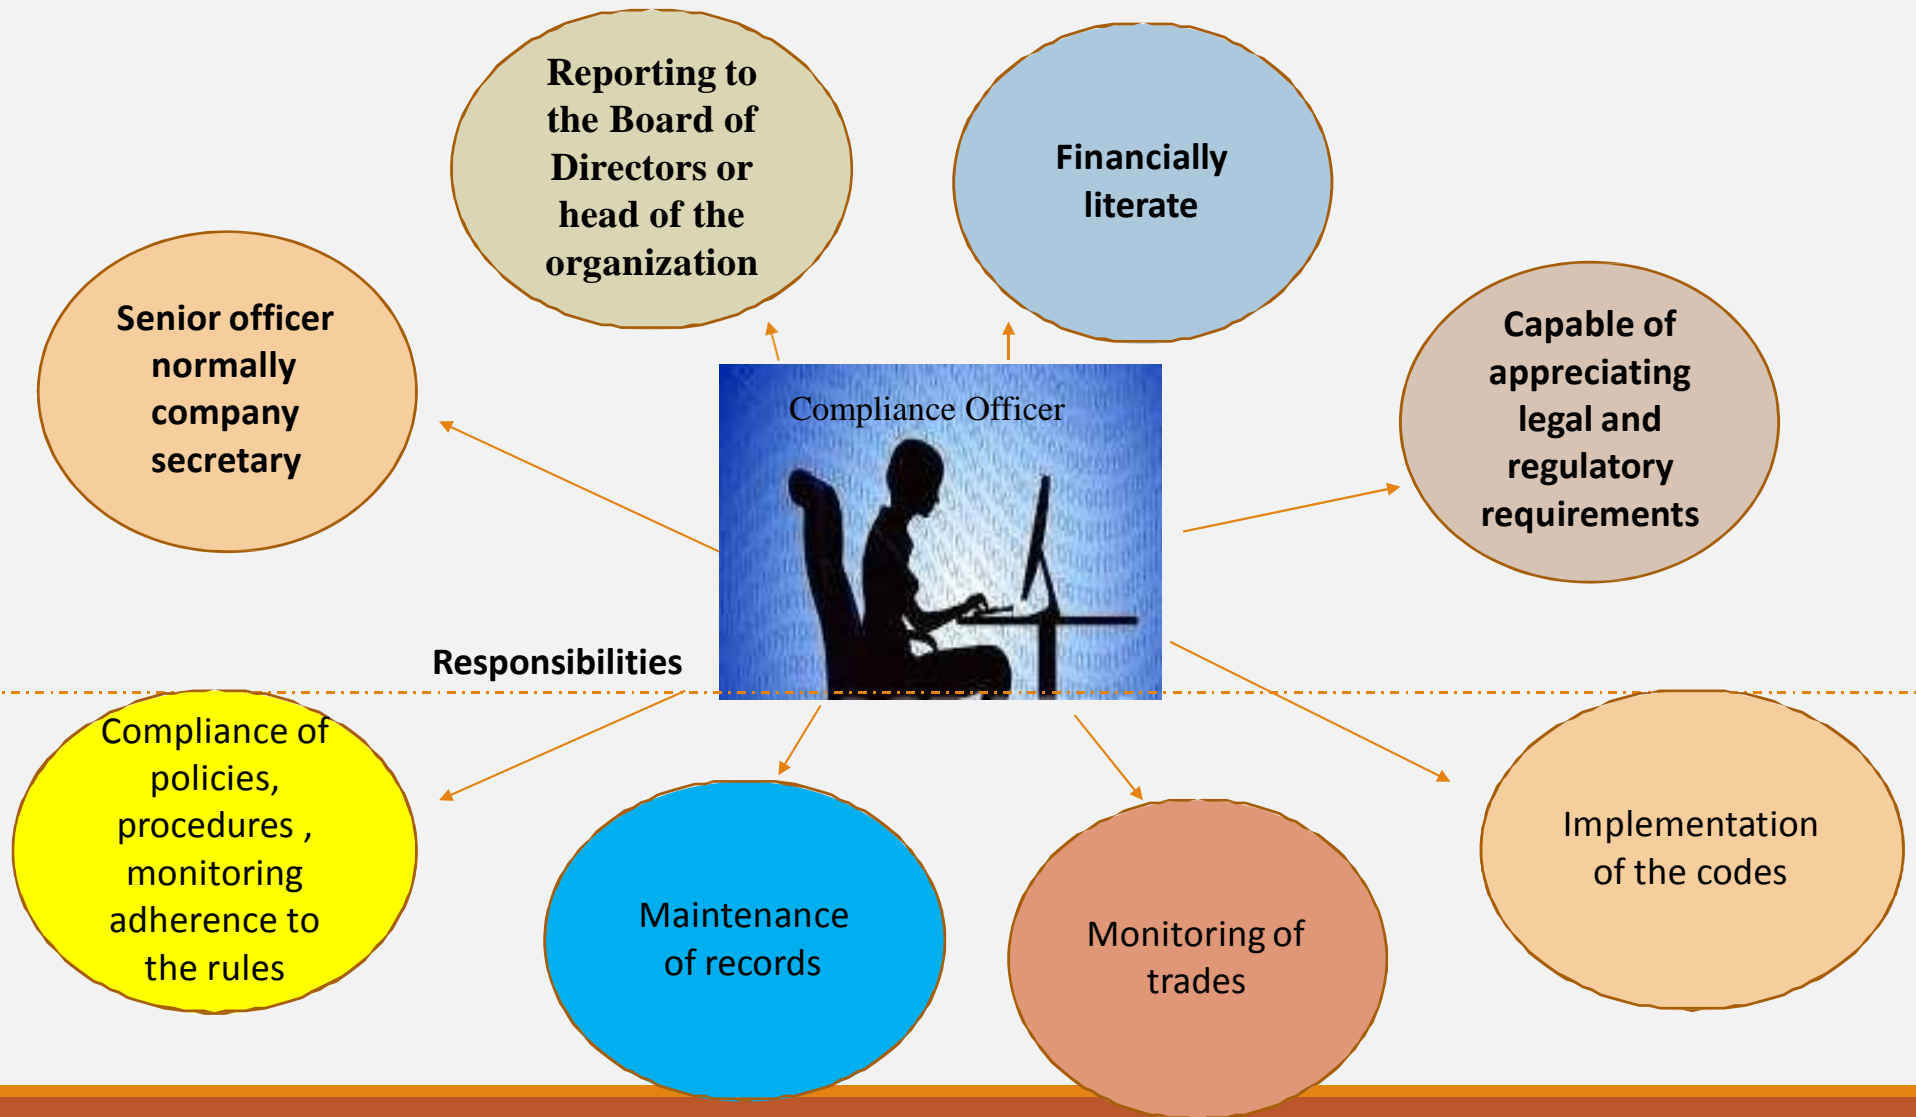 Reporting to
the Board of
Directors or
head of the
organization
Financially
literate
Senior officer
normally
company
secretary
Capable of
appreciating
legal and
regulatory
requirements
Compliance Officer
Responsibilities
Compliance of
policies,
procedures ,
monitoring
adherence to
the rules
Maintenance
of records
Monitoring of
trades
Implementation
of the codes